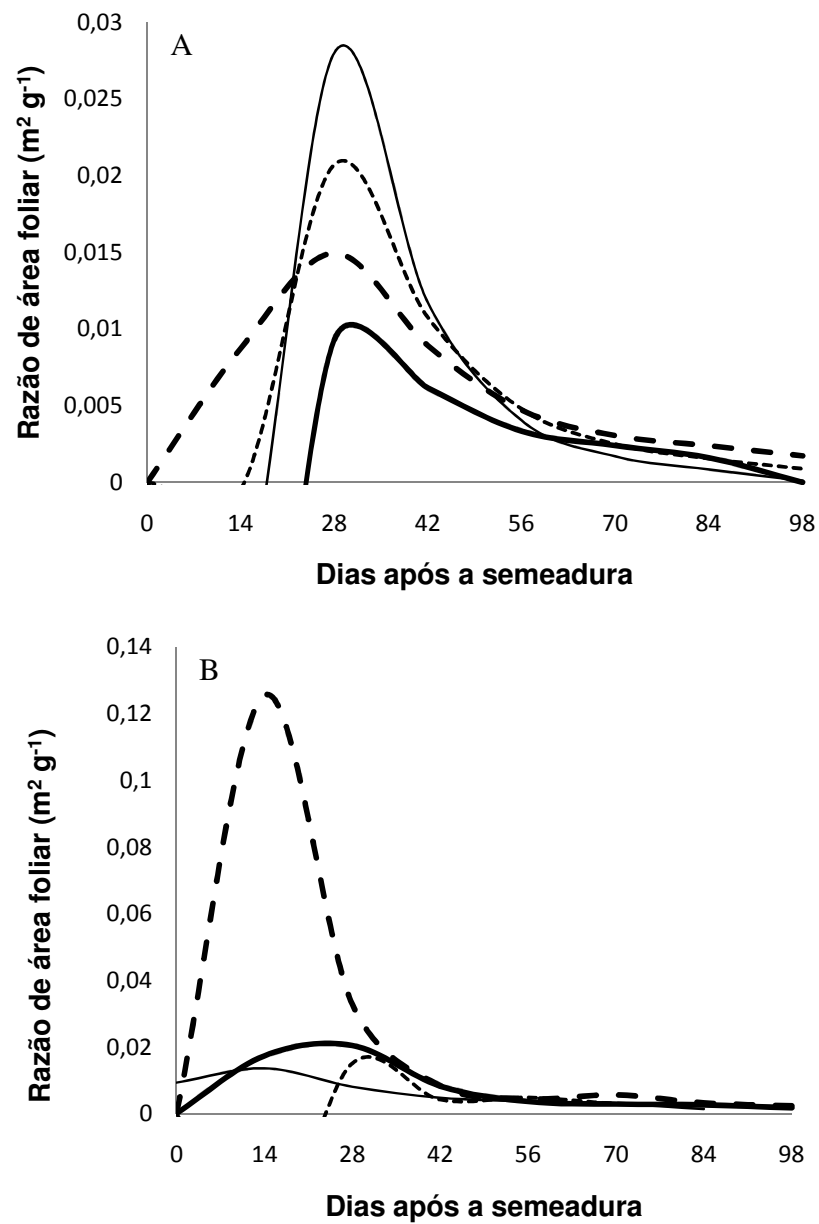 A
Razão de área foliar (m² g⁻¹)
0,03
0,025
0,02
0,015
0,01
0,005
0
0 14 28 42 56 70 84 98
Dias após a semeadura
B
Razão de área foliar (m² g⁻¹)
0,14
0,12
0,1
0,08
0,06
0,04
0,02
0
0 14 28 42 56 70 84 98
Dias após a semeadura